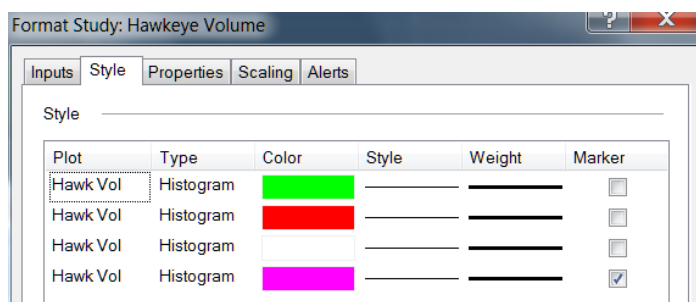 Format Study: Hawkeye Volume
Inputs Style Properties Scaling Alerts
Style
Plot Type Color Style Weight Marker
Hawk Vol Histogram
Hawk Vol Histogram
Hawk Vol Histogram
Hawk Vol Histogram